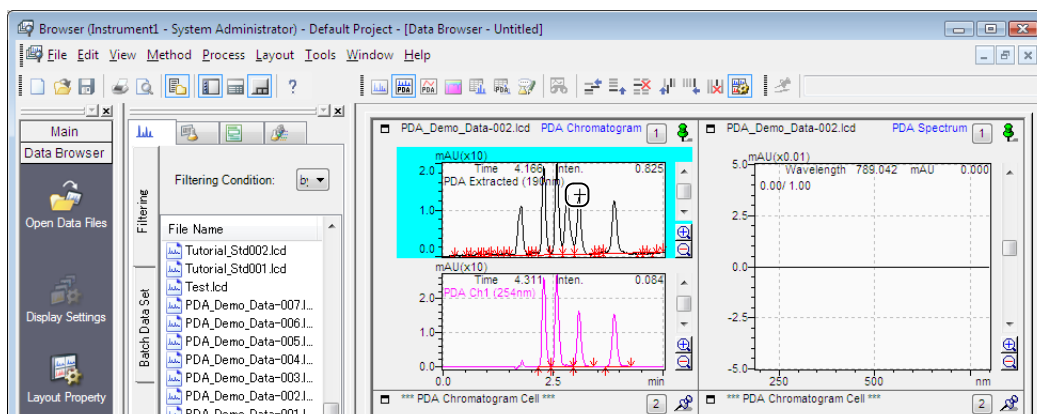 Browser (Instrument1 - System Administrator) - Default Project - [Data Browser - Untitled]
File Edit View Method Process Layout Tools Window Help
Main
Data Browser
Open Data Files
Display Settings
Layout Property
Filtering
Batch Data Set
Filtering Condition:
File Name
Tutorial_Std002.lcd
Tutorial_Std001.lcd
Test.lcd
PDA_Demo_Data-007.l...
PDA_Demo_Data-006.l...
PDA_Demo_Data-005.l...
PDA_Demo_Data-004.l...
PDA_Demo_Data-003.l...
PDA_Demo_Data-002.l...
PDA_Demo_Data-001.l...
PDA_Demo_Data-002.lcd PDA Chromatogram 1
mAU(x10)
Time 4.166 Inten. 0.825
2.0
PDA Extracted (190nm)
1.0
0.0
mAU(x10)
Time 4.311 Inten. 0.084
PDA Ch1 (254nm)
2.0
1.0
0.0
0.0 2.5 min
*** PDA Chromatogram Cell *** 2
PDA_Demo_Data-002.lcd PDA Spectrum 1
mAU(x0.01)
5.0
Wavelength 789.042 mAU 0.000
0.00/ 1.00
2.5
0.0
-2.5
-5.0
250 500 nm
*** PDA Chromatogram Cell *** 2